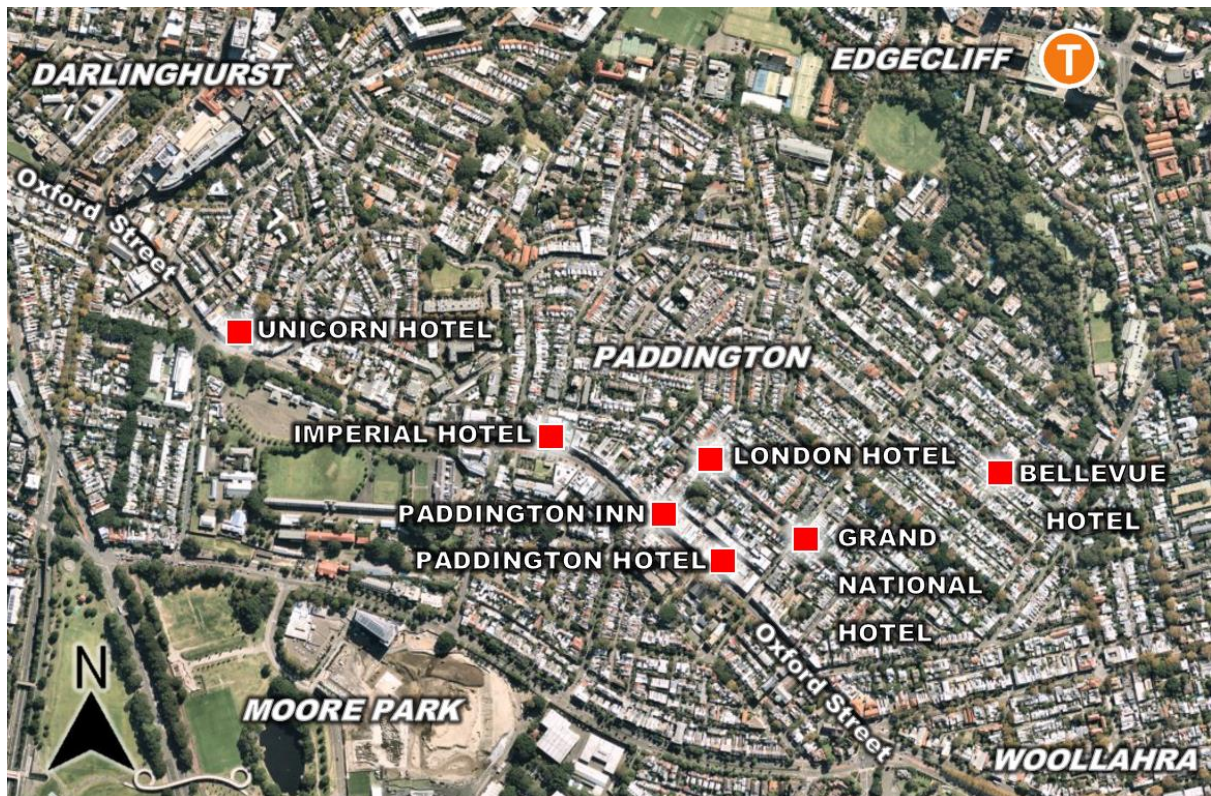 DARLINGHURST
EDGECLIFF
T
Oxford Street
UNICORN HOTEL
PADDINGTON
IMPERIAL HOTEL
LONDON HOTEL
BELLEVUE
HOTEL
PADDINGTON INN
GRAND
NATIONAL
HOTEL
PADDINGTON HOTEL
Oxford Street
N
MOORE PARK
WOOLLAHRA